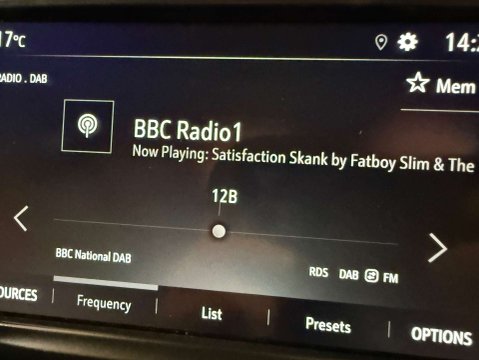 17°C 14:2
RADIO . DAB
Mem
BBC Radio1
Now Playing: Satisfaction Skank by Fatboy Slim & The
12B
BBC National DAB
RDS DAB FM
OURCES Frequency List Presets OPTIONS